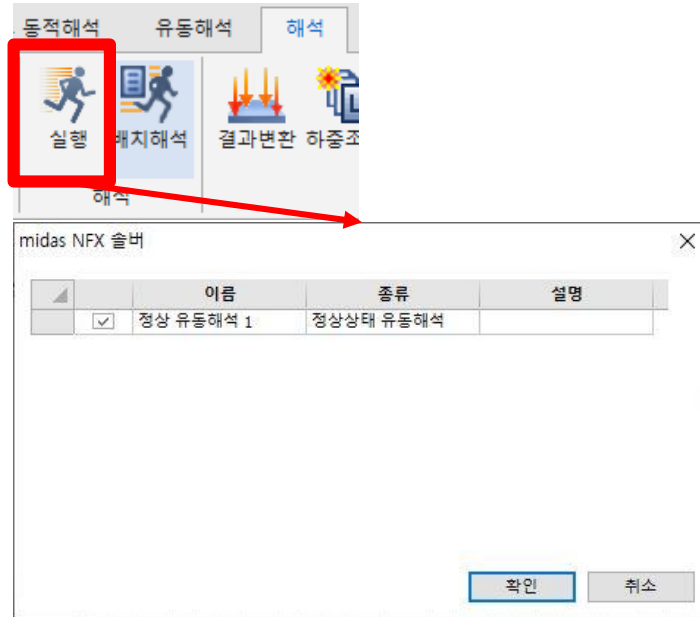 동적해석 유동해석 해석
실행 배치해석 결과변환 하중조
해석
midas NFX 솔버
이름 종류 설명
정상 유동해석 1 정상상태 유동해석
확인 취소